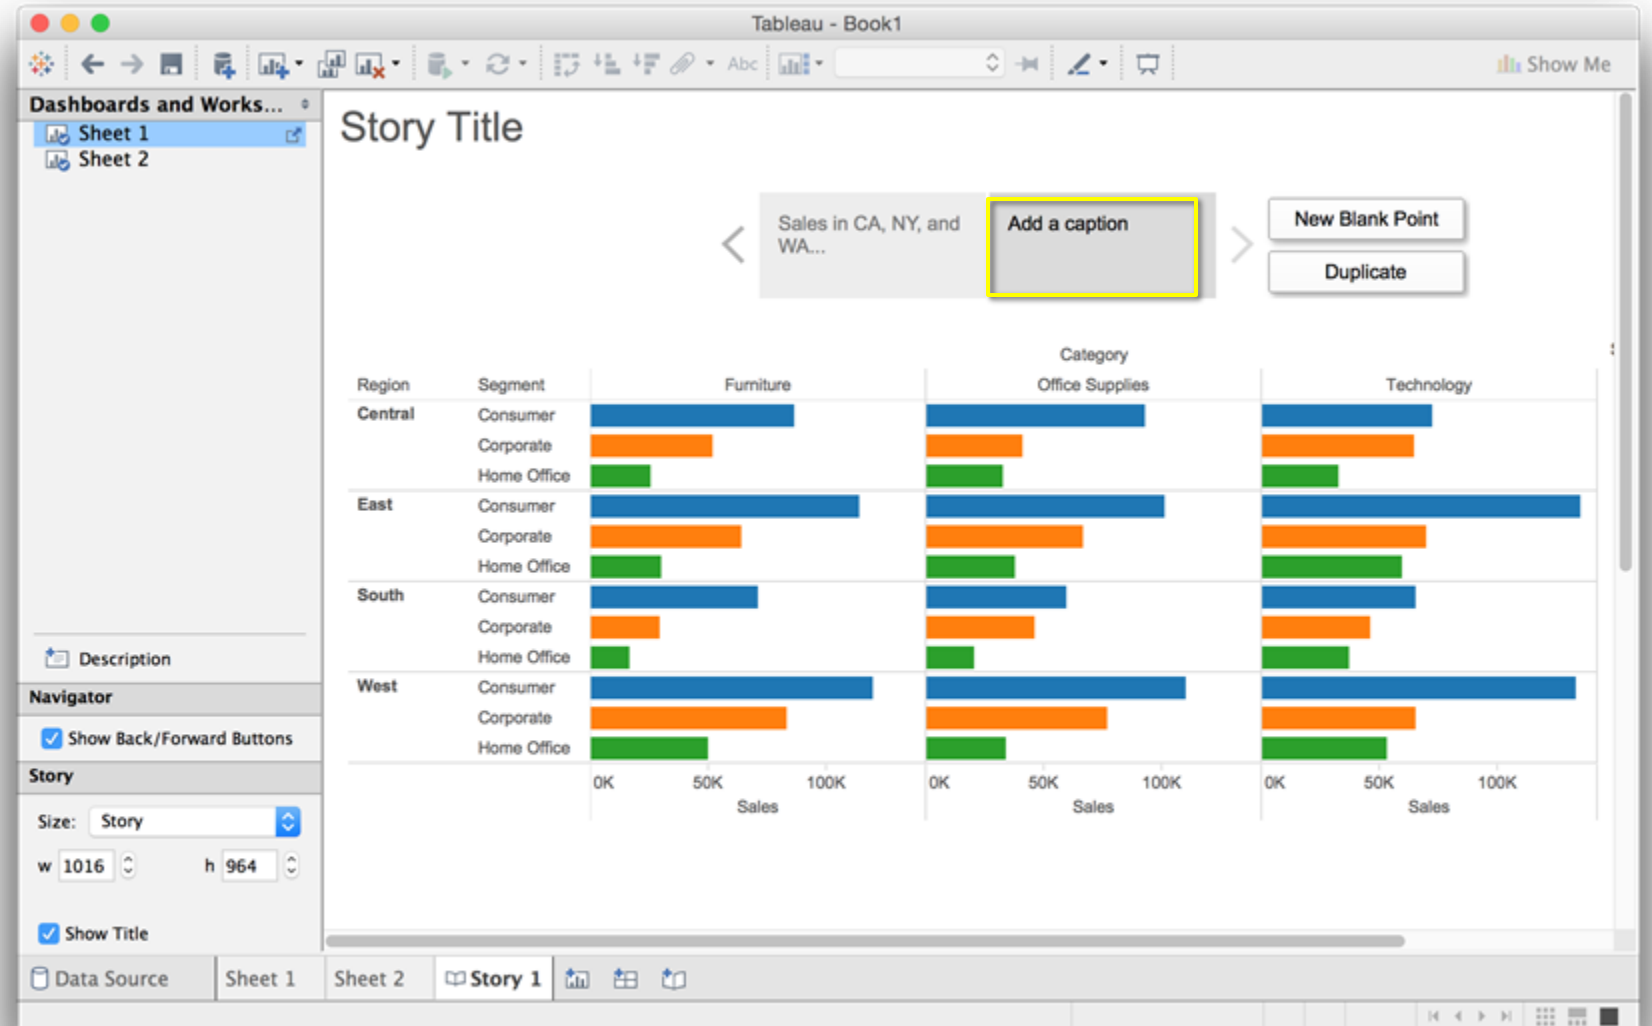 Tableau - Book1
Abc
Show Me
Dashboards and Works...
Sheet 1
Sheet 2
Description
Navigator
Show Back/Forward Buttons
Story
Size: Story
w 1016 h 964
Show Title
Story Title
Sales in CA, NY, and
WA...
Add a caption
New Blank Point
Duplicate
Category
Region Segment Furniture Office Supplies Technology
Central Consumer
Corporate
Home Office
East Consumer
Corporate
Home Office
South Consumer
Corporate
Home Office
West Consumer
Corporate
Home Office
0K 50K 100K 0K 50K 100K 0K 50K 100K
Sales Sales Sales
Data Source Sheet 1 Sheet 2 Story 1